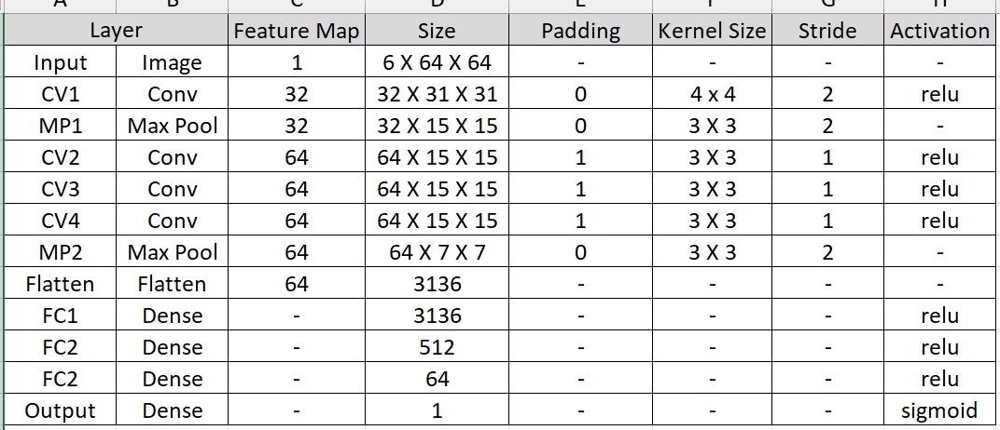 Layer Feature Map Size Padding Kernel Size Stride Activation
Input Image 1 6 X 64 X 64 - - - -
CV1 Conv 32 32 X 31 X 31 0 4 x 4 2 relu
MP1 Max Pool 32 32 X 15 X 15 0 3 X 3 2 -
CV2 Conv 64 64 X 15 X 15 1 3 X 3 1 relu
CV3 Conv 64 64 X 15 X 15 1 3 X 3 1 relu
CV4 Conv 64 64 X 15 X 15 1 3 X 3 1 relu
MP2 Max Pool 64 64 X 7 X 7 0 3 X 3 2 -
Flatten Flatten 64 3136 - - - -
FC1 Dense - 3136 - - - relu
FC2 Dense - 512 - - - relu
FC2 Dense - 64 - - - relu
Output Dense - 1 - - - sigmoid